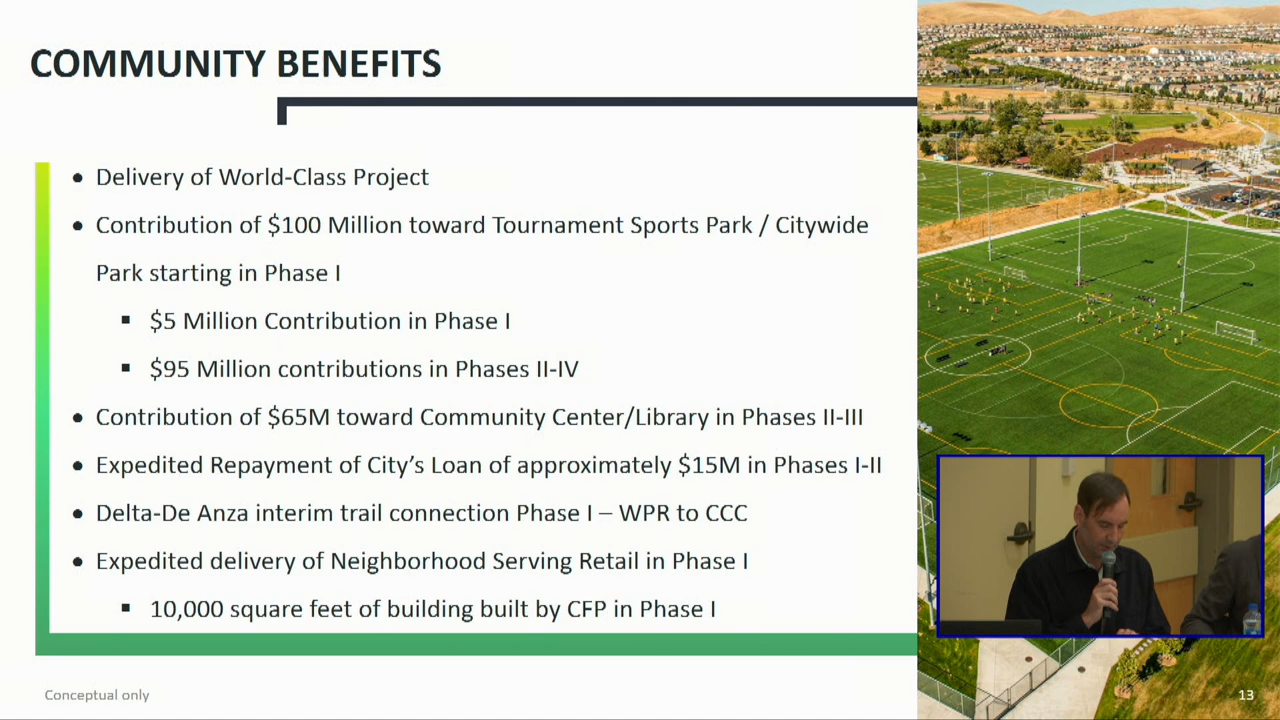 COMMUNITY BENEFITS
• Delivery of World-Class Project
• Contribution of $100 Million toward Tournament Sports Park / Citywide
Park starting in Phase I
▪ $5 Million Contribution in Phase I
▪ $95 Million contributions in Phases II-IV
• Contribution of $65M toward Community Center/Library in Phases II-III
• Expedited Repayment of City’s Loan of approximately $15M in Phases I-II
• Delta-De Anza interim trail connection Phase I – WPR to CCC
• Expedited delivery of Neighborhood Serving Retail in Phase I
▪ 10,000 square feet of building built by CFP in Phase I
Conceptual only
13